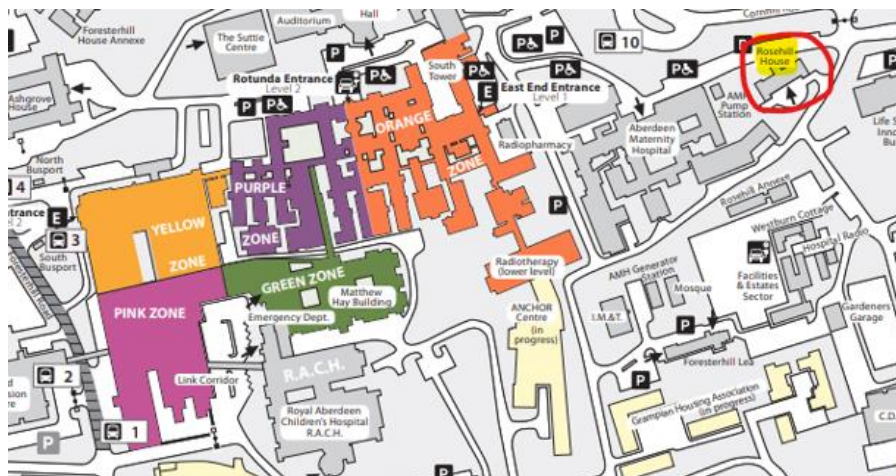 Hall
Foresterhill
House Annexe
The Suttie
Centre
Auditorium
P
10
Cornhill
P
Rosehill
House
P
P
P
South
Tower
P
P
Rotunda Entrance
Level 2
P
P
E
East End Entrance
Level 1
Ashgrove
House
AMH
Pump
Station
ORANGE
ZONE
Radiopharmacy
Aberdeen
Maternity
Hospital
North
Busport
4
PURPLE
ZONE
Rosehill Annexe
E
3
South
Busport
YELLOW
ZONE
P
Westburn Cottage
Hospital Radio
Foresterhill Road
Radiotherapy
(lower level)
GREEN ZONE
Matthew
Hay Building
Emergency Dept.
PINK ZONE
AMH Generator
Station
Mosque
Facilities
& Estates
Sector
Gardeners
Garage
ANCHOR
Centre
(in
progress)
I.M.&T.
P
Foresterhill Lea
R.A.C.H.
Link Corridor
2
P
Grampian Housing Association
(in progress)
Royal Aberdeen
Children's Hospital
R.A.C.H.
1
P
P
P
C.D.